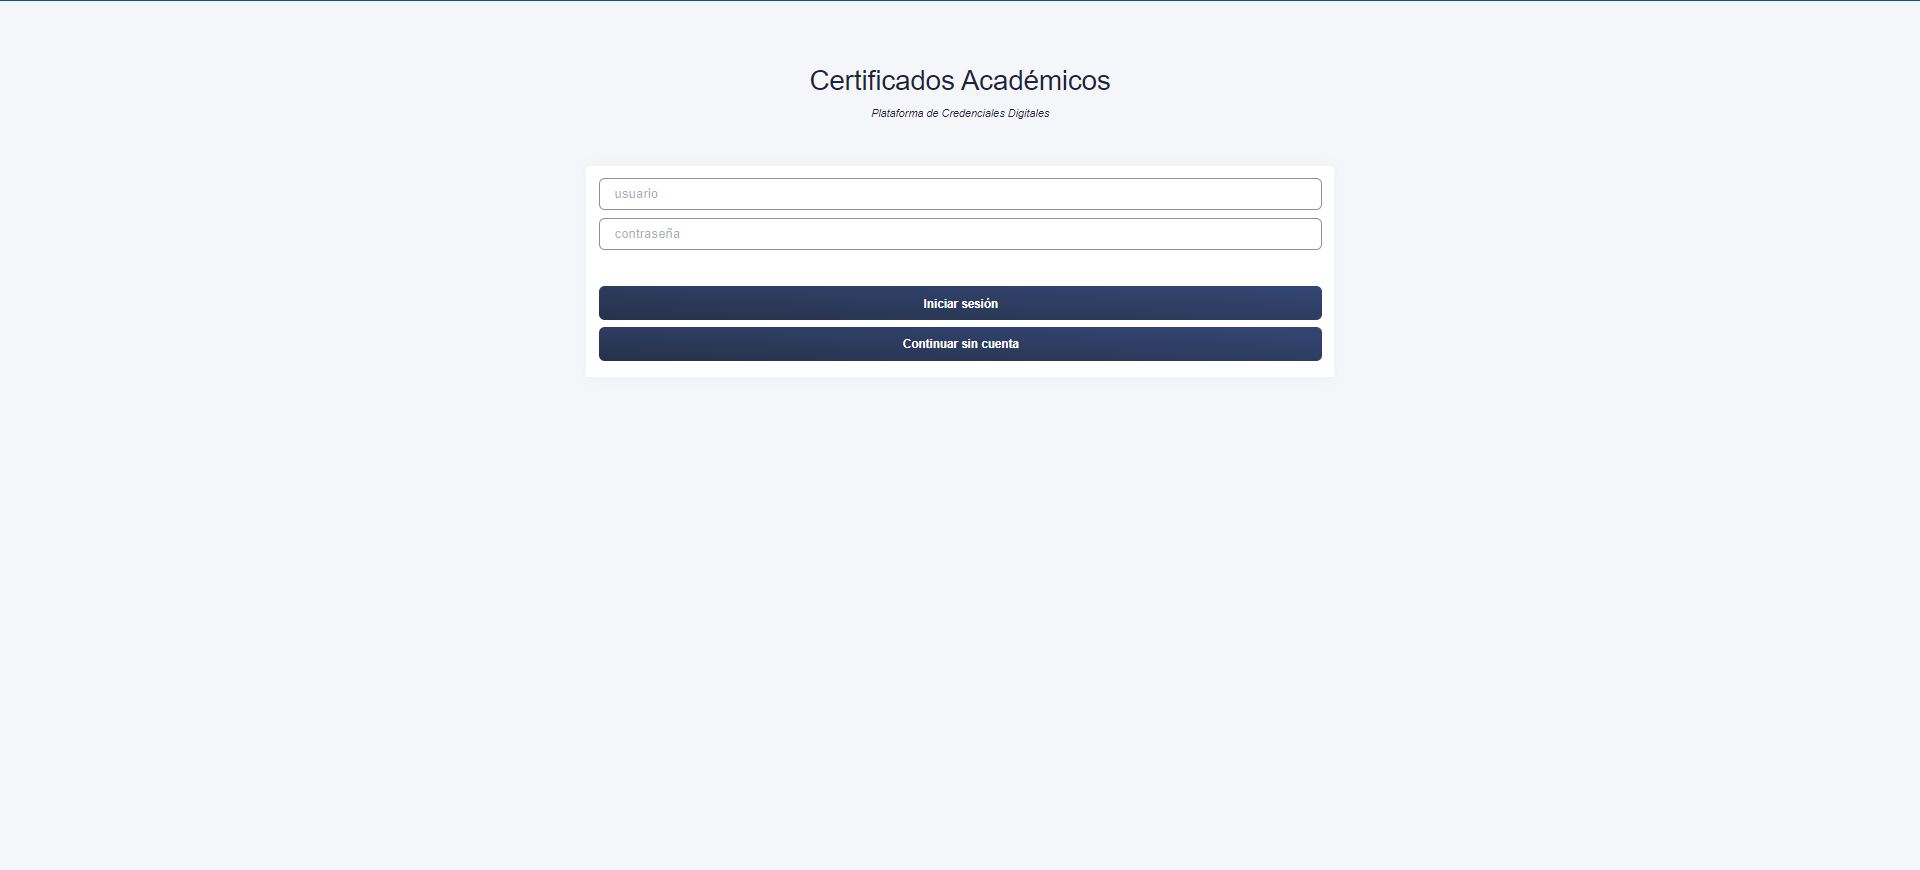 Certificados Académicos
Plataforma de Credenciales Digitales
usuario
contraseña
Iniciar sesión
Continuar sin cuenta